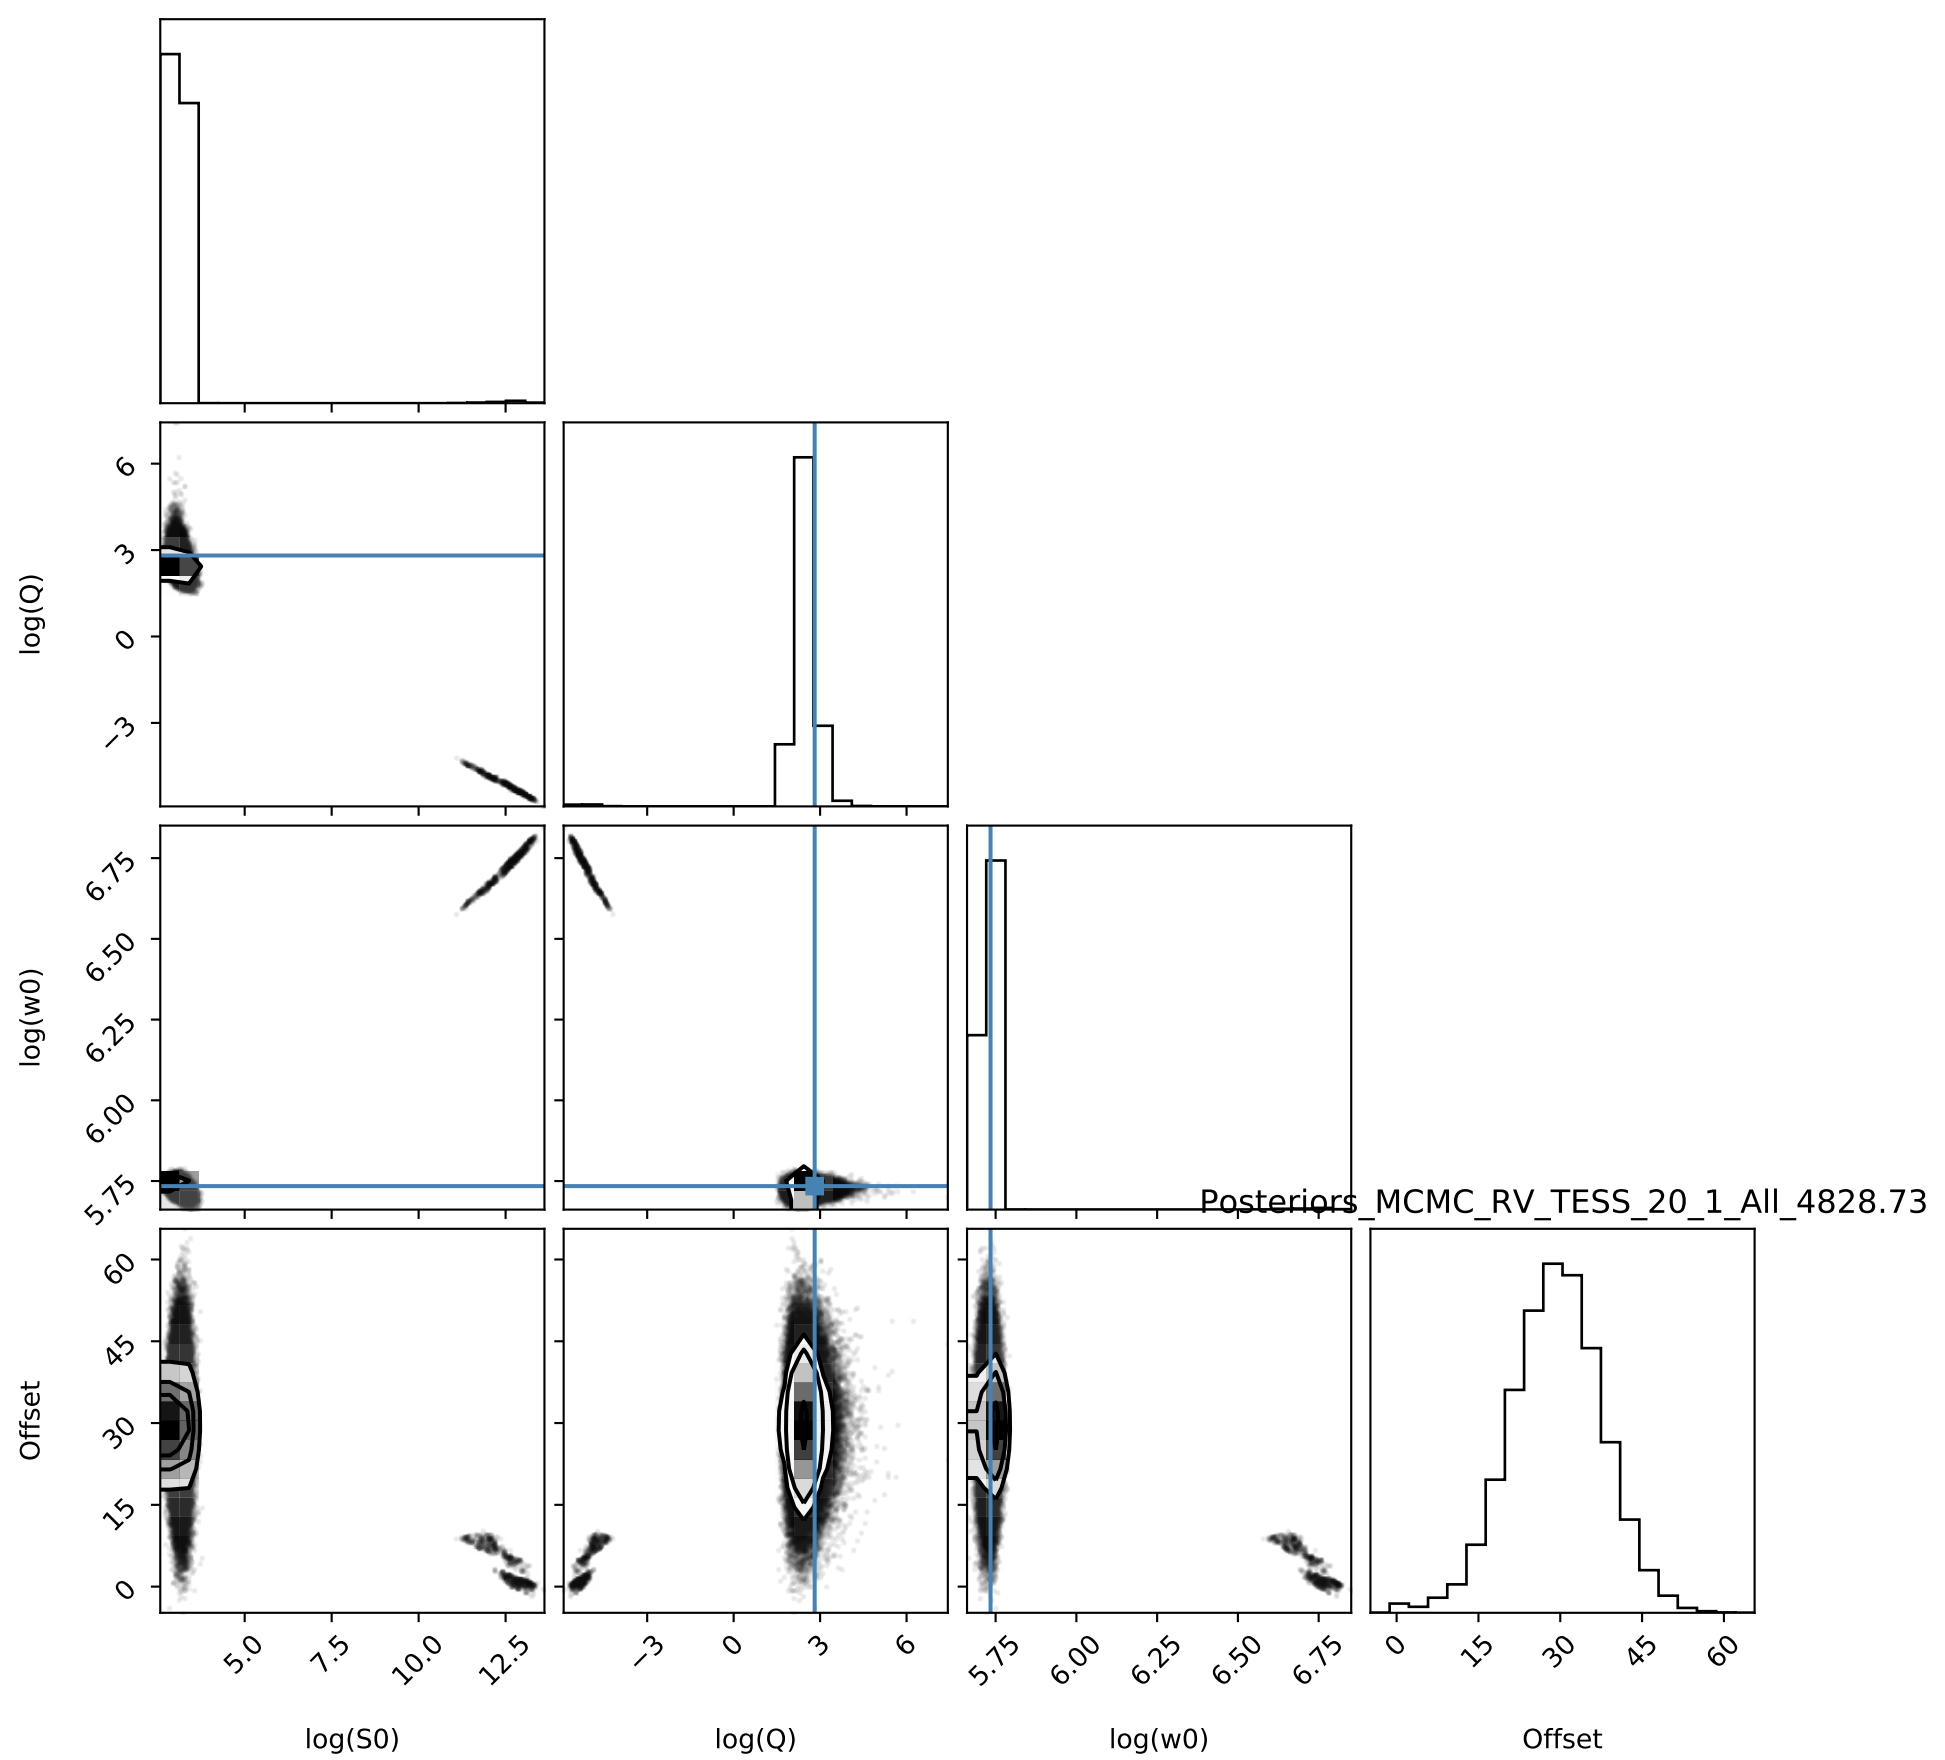 6
3
0
−3
log(Q)
6.75
6.50
6.25
6.00
5.75
log(w0)
Posteriors_MCMC_RV_TESS_20_1_All_4828.73
60
45
30
15
0
Offset
5.0 7.5 10.0 12.5 −3 0 3 6 5.75 6.00 6.25 6.50 6.75 0 15 30 45 60
log(S0) log(Q) log(w0) Offset